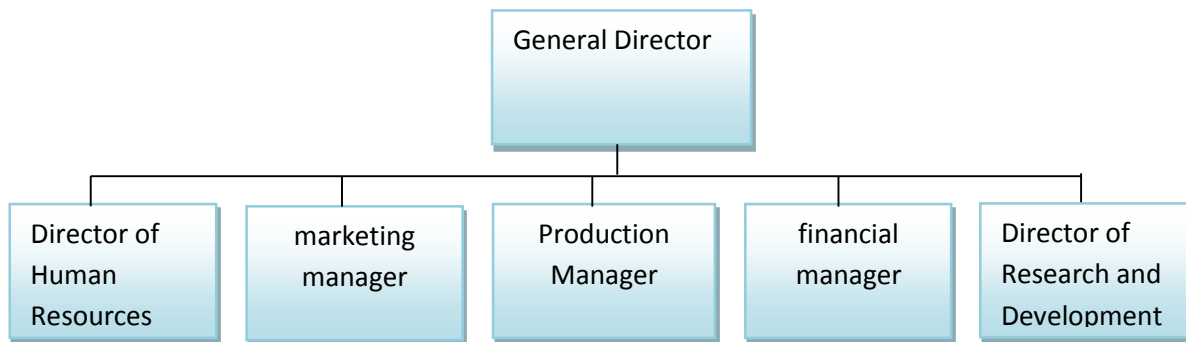 General Director
Director of
Human
Resources
marketing
manager
Production
Manager
financial
manager
Director of
Research and
Development